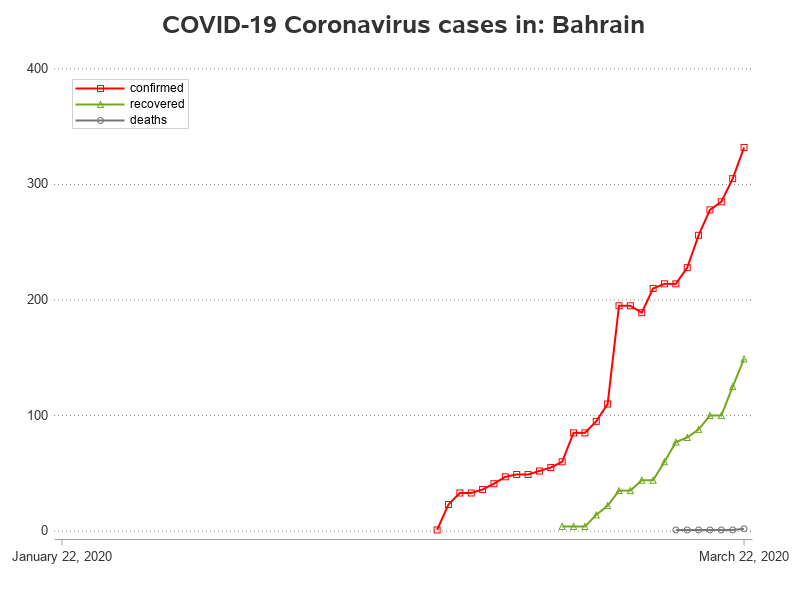 COVID-19 Coronavirus cases in: Bahrain
400
confirmed
recovered
deaths
300
200
100
0
January 22, 2020
March 22, 2020